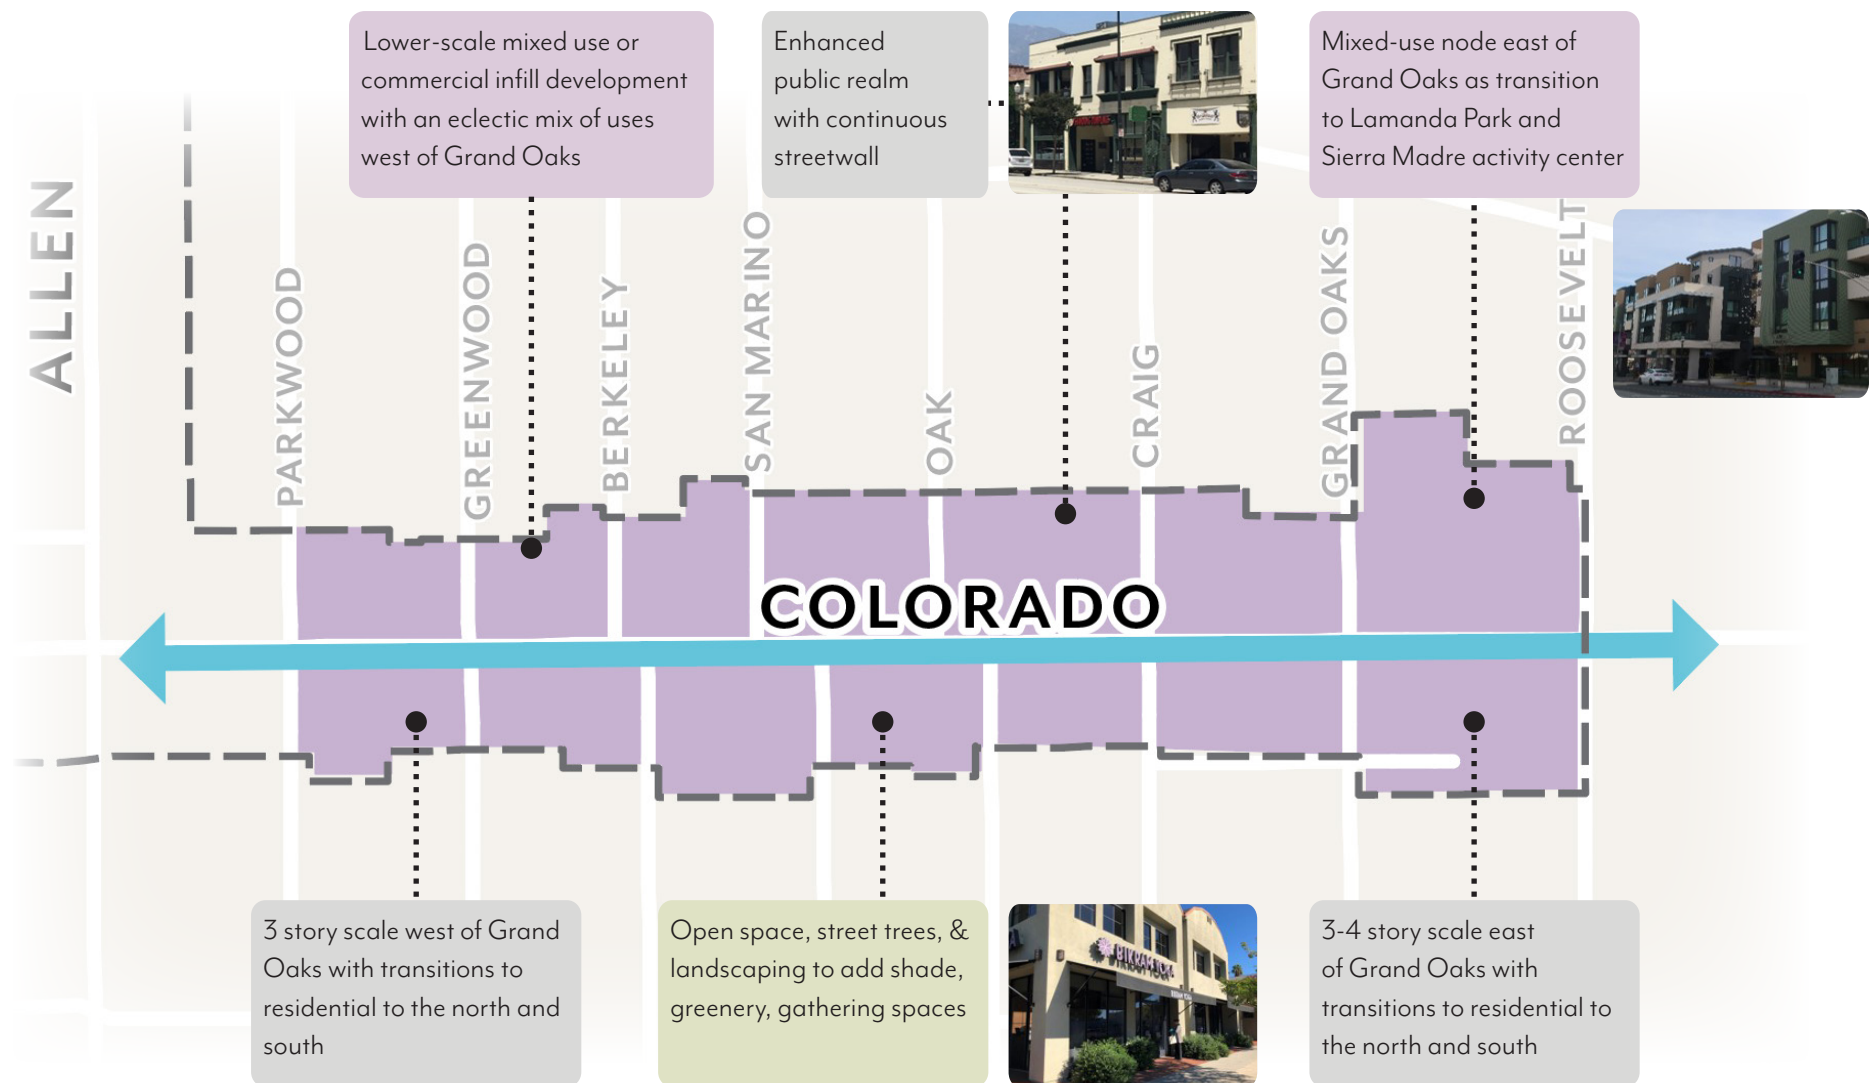 Lower-scale mixed use or
commercial infill development
with an eclectic mix of uses
west of Grand Oaks
Enhanced
public realm
with continuous
streetwall
Mixed-use node east of
Grand Oaks as transition
to Lamanda Park and
Sierra Madre activity center
ALLEN
PARKWOOD
GREENWOOD
BERKELEY
SAN MARINO
OAK
CRAIG
GRAND OAKS
ROOSEVELT
COLORADO
3 story scale west of Grand
Oaks with transitions to
residential to the north and
south
Open space, street trees, &
landscaping to add shade,
greenery, gathering spaces
BIKRAM YOGA
3-4 story scale east
of Grand Oaks with
transitions to residential to
the north and south